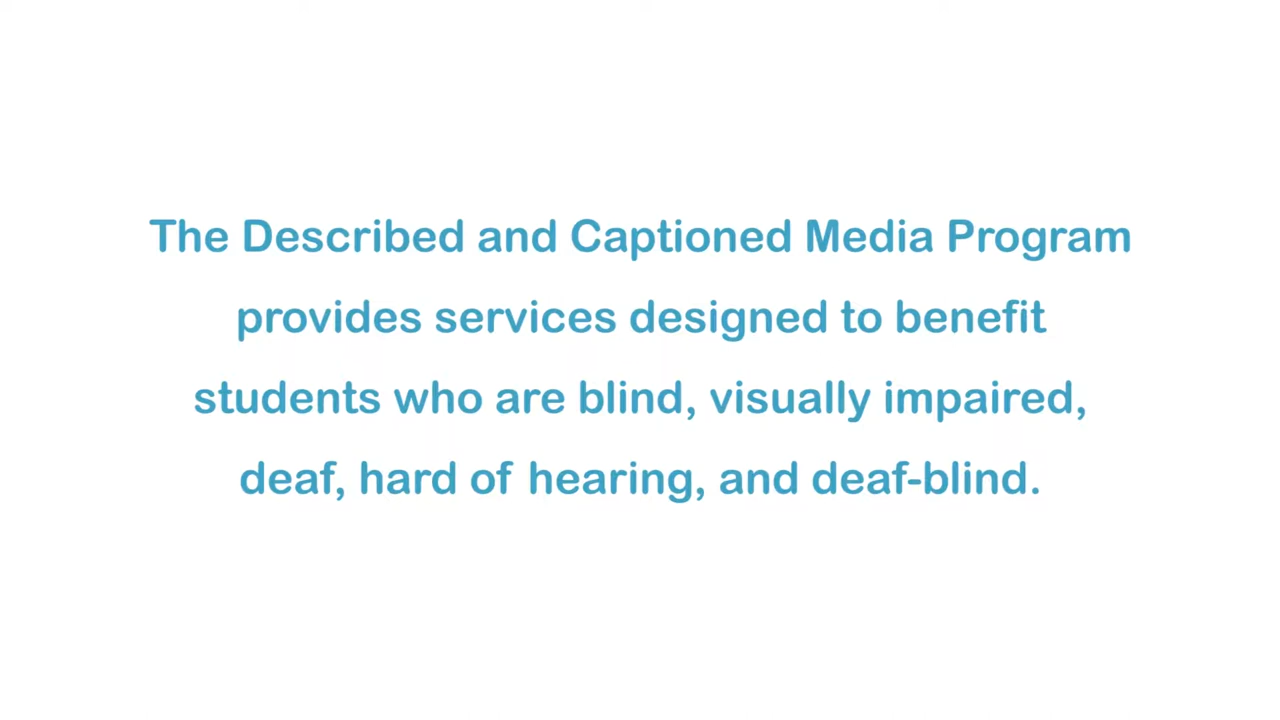 The Described and Captioned Media Program
provides services designed to benefit
students who are blind, visually impaired,
deaf, hard of hearing, and deaf-blind.